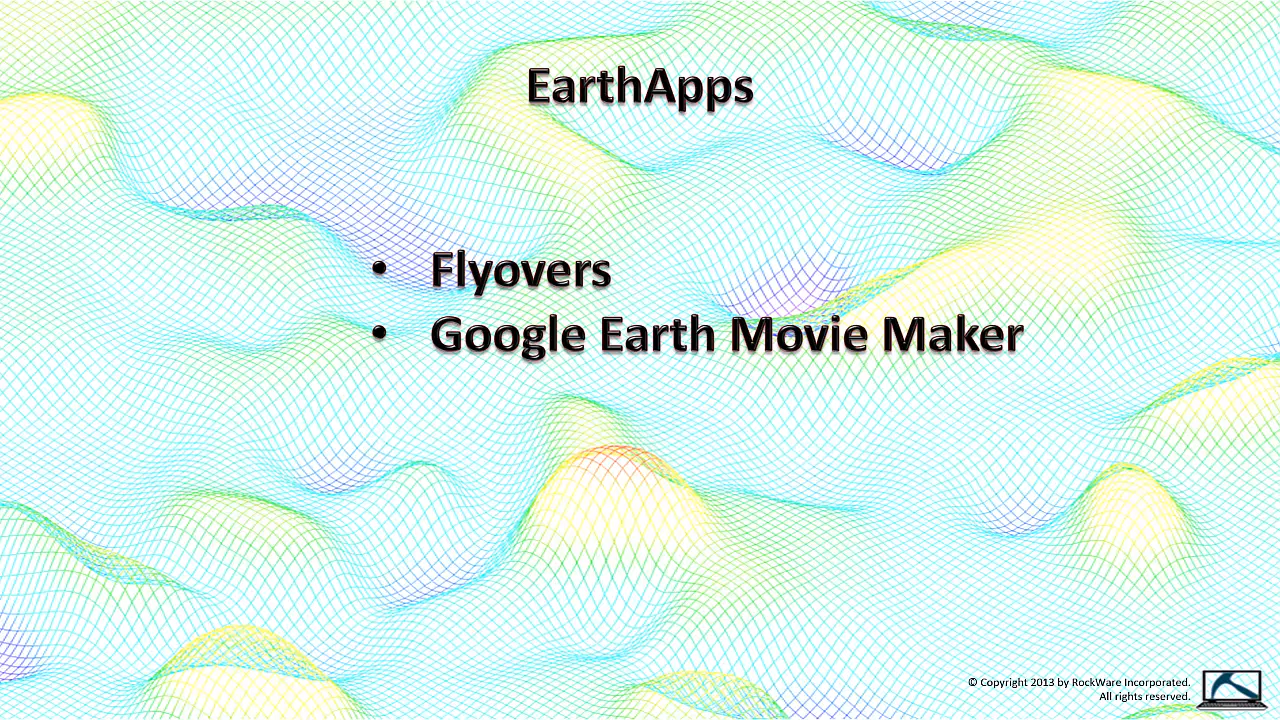 EarthApps
• Flyovers
• Google Earth Movie Maker
© Copyright 2013 by RockWare Incorporated.
All rights reserved.